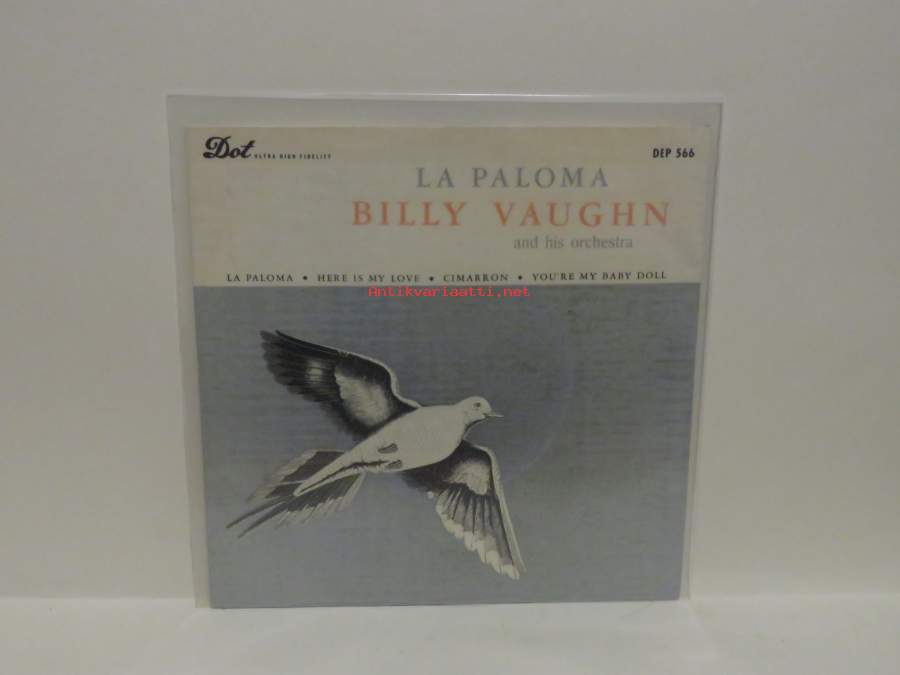 Dot ULTRA HIGH FIDELITY DEP 566
LA PALOMA
BILLY VAUGHN
and his orchestra
LA PALOMA • HERE IS MY LOVE • CIMARRON • YOU'RE MY BABY DOLL
Antikvariaatti.net